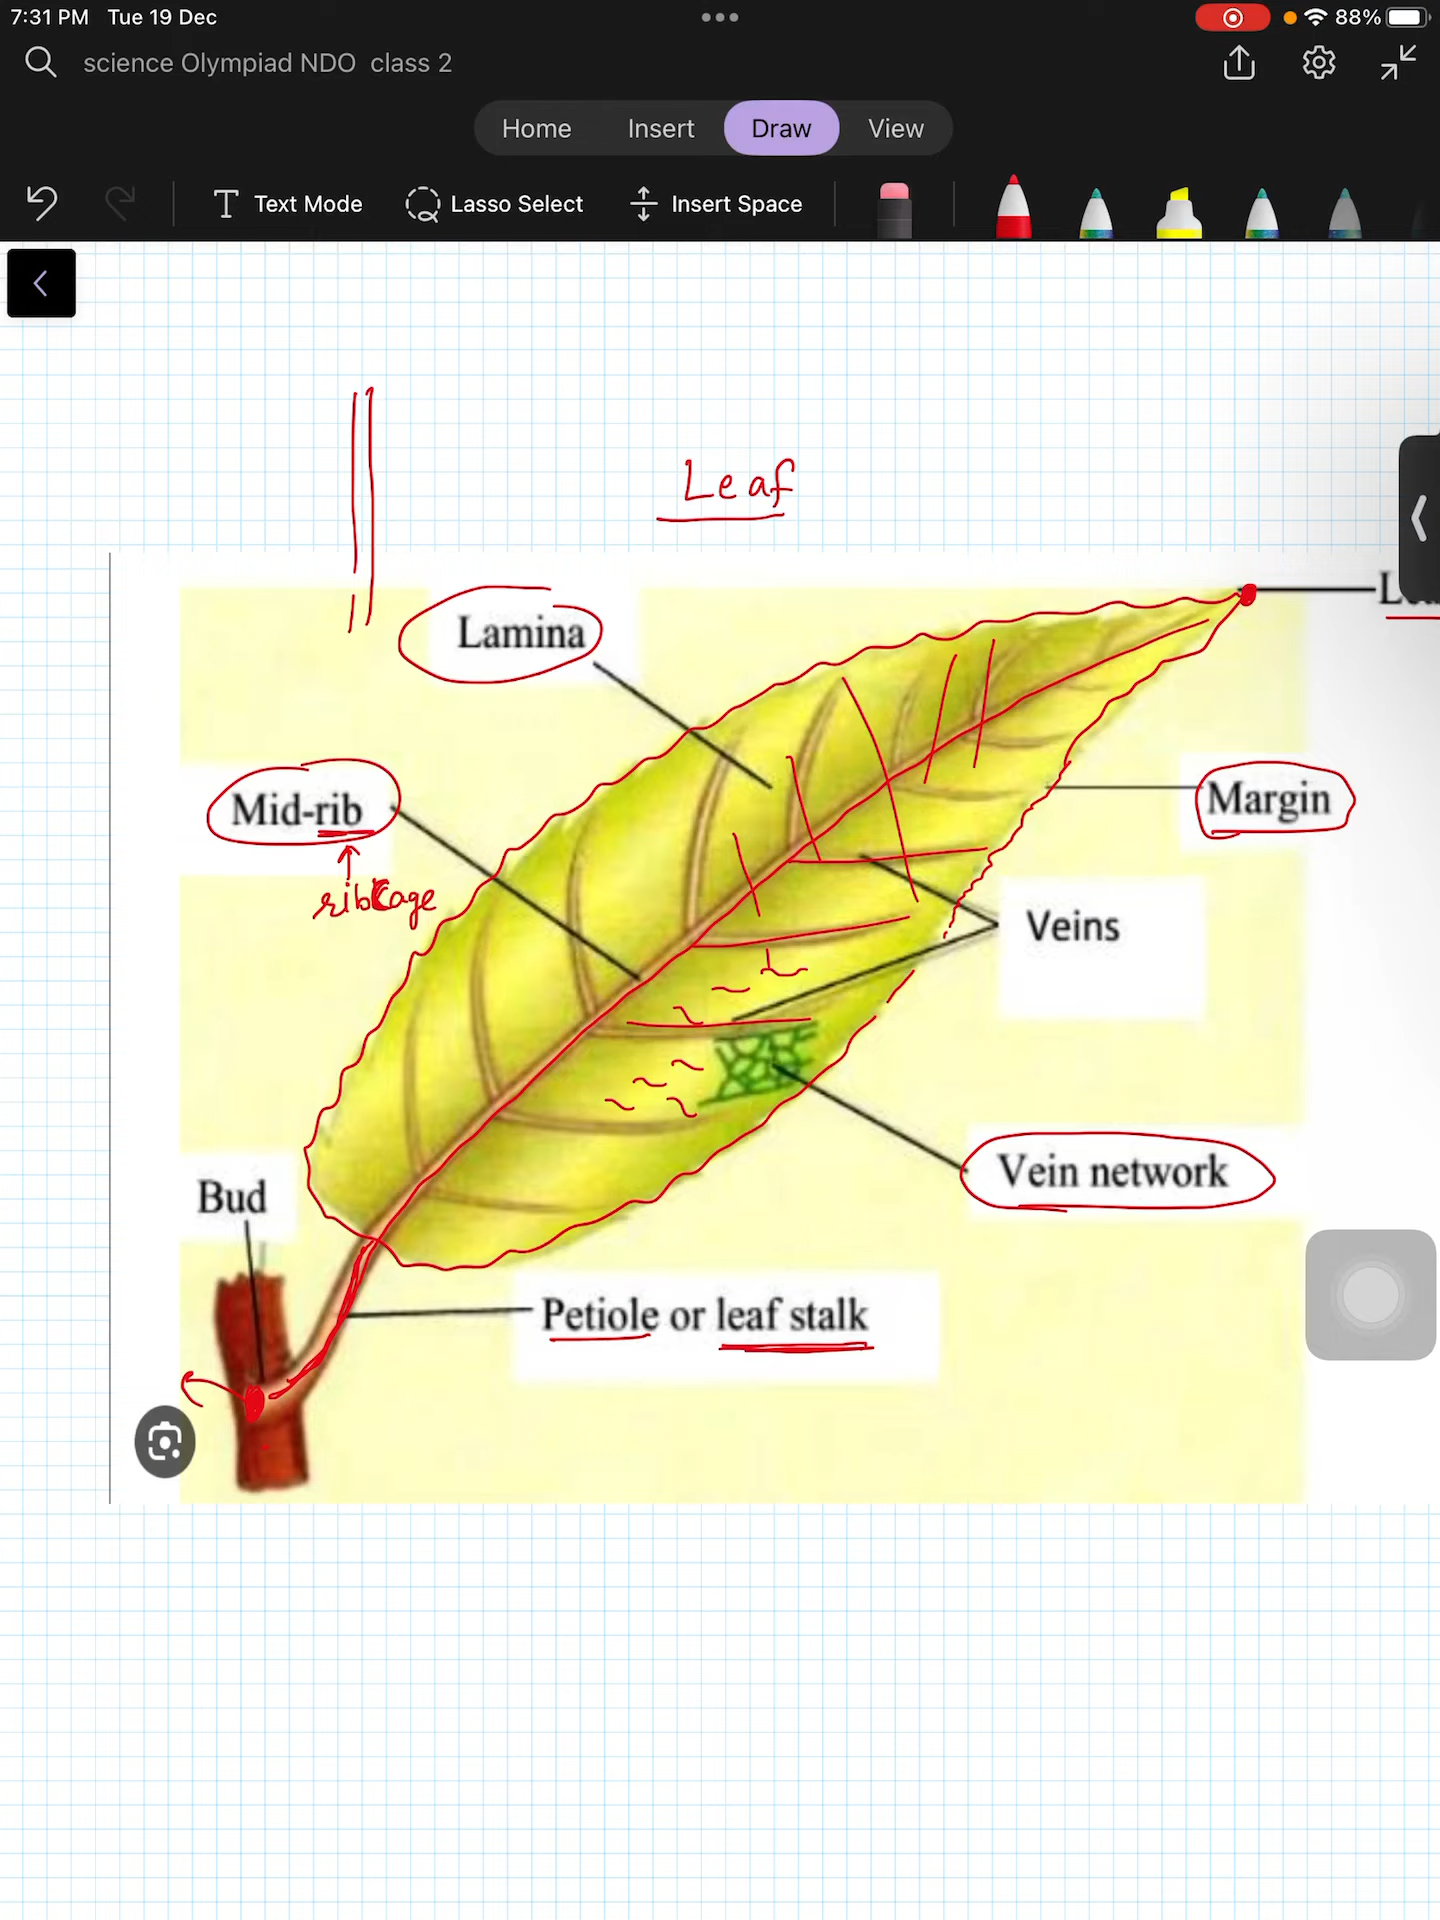 7:31 PM Tue 19 Dec
88%
science Olympiad NDO class 2
Home Insert Draw View
Text Mode Lasso Select Insert Space
Leaf
Lamina
Mid-rib
Margin
ribcage
Veins
Vein network
Bud
Petiole or leaf stalk